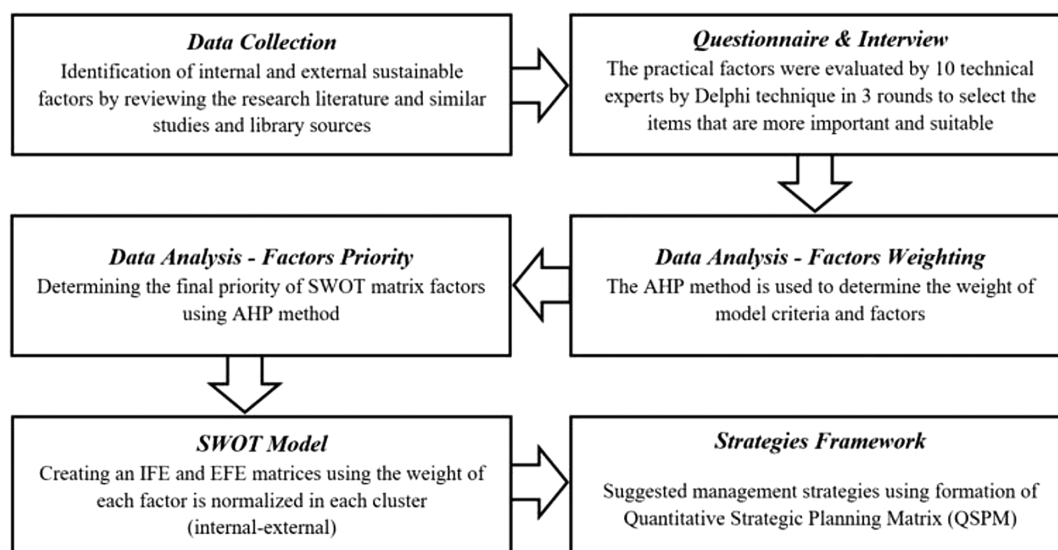 Data Collection
Identification of internal and external sustainable
factors by reviewing the research literature and similar
studies and library sources
Questionnaire & Interview
The practical factors were evaluated by 10 technical
experts by Delphi technique in 3 rounds to select the
items that are more important and suitable
Data Analysis - Factors Weighting
The AHP method is used to determine the weight of
model criteria and factors
Data Analysis - Factors Priority
Determining the final priority of SWOT matrix factors
using AHP method
SWOT Model
Creating an IFE and EFE matrices using the weight of
each factor is normalized in each cluster
(internal-external)
Strategies Framework
Suggested management strategies using formation of
Quantitative Strategic Planning Matrix (QSPM)